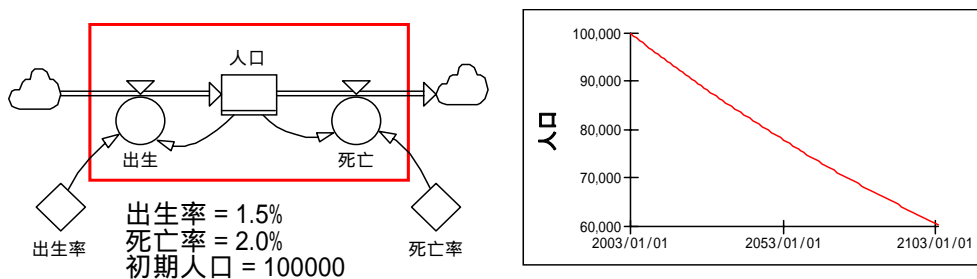 人口
出生
死亡
出生率
死亡率
出生率 = 1.5%
死亡率 = 2.0%
初期人口 = 100000
人口
100,000
90,000
80,000
70,000
60,000
2003/01/01
2053/01/01
2103/01/01